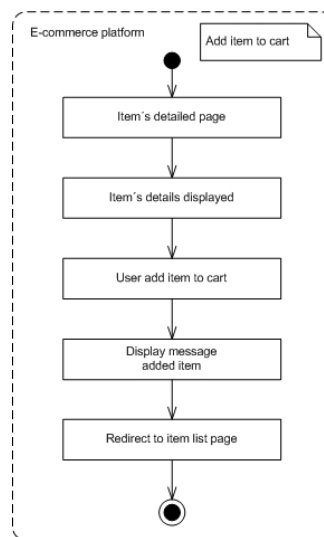 E-commerce platform
Add item to cart
Item´s detailed page
Item´s details displayed
User add item to cart
Display message
added item
Redirect to item list page